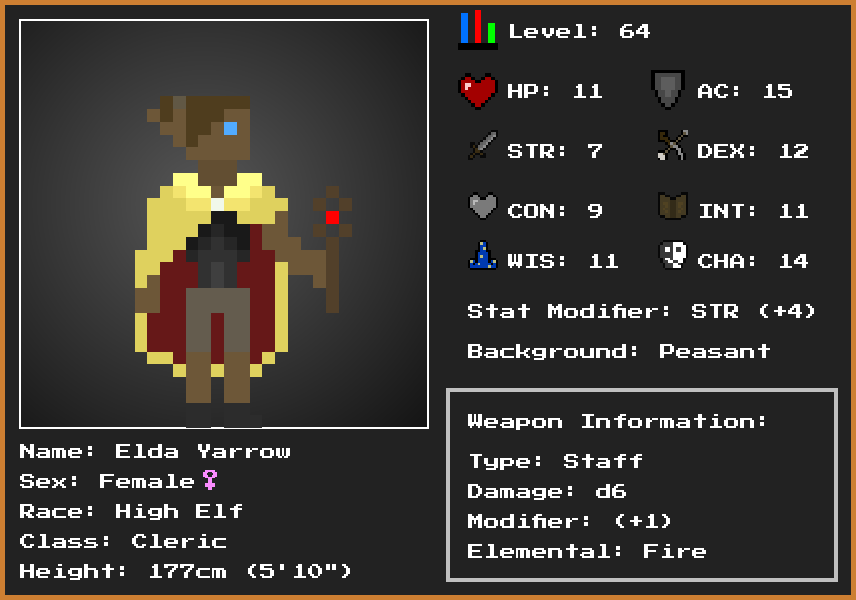 Level: 64
HP: 11
AC: 15
STR: 7
DEX: 12
CON: 9
INT: 11
WIS: 11
CHA: 14
Stat Modifier: STR (+4)
Background: Peasant
Weapon Information:
Type: Staff
Damage: d6
Modifier: (+1)
Elemental: Fire
Name: Elda Yarrow
Sex: Female♀
Race: High Elf
Class: Cleric
Height: 177cm (5'10")